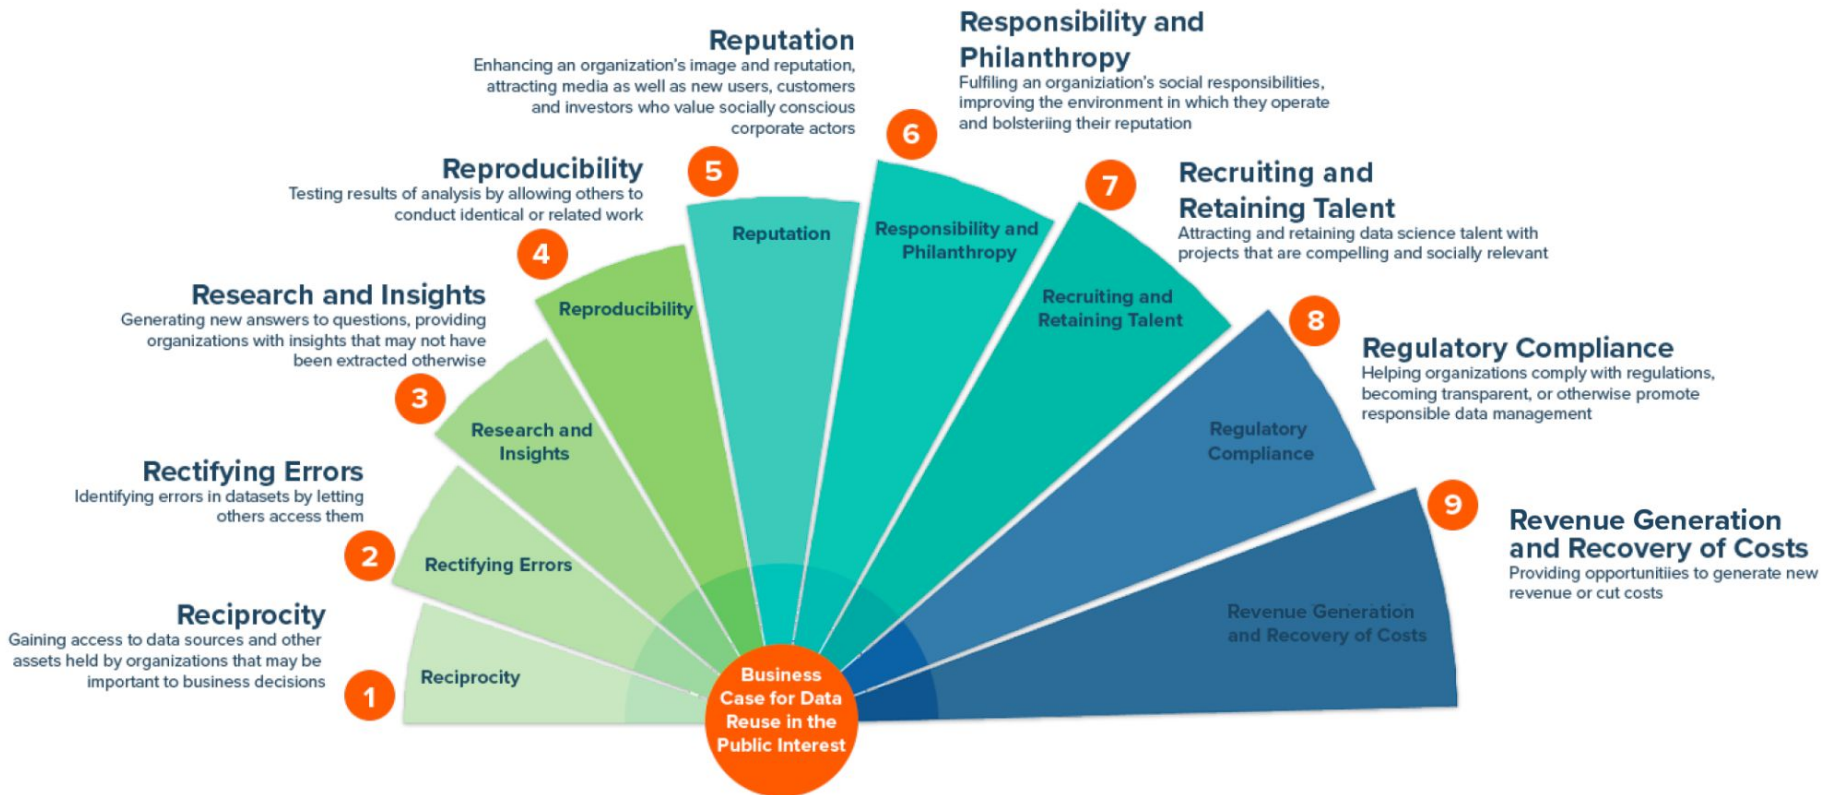 Reciprocity
Gaining access to data sources and other
assets held by organizations that may be
important to business decisions
1
Reciprocity
Rectifying Errors
Identifying errors in datasets by letting
others access them
2
Rectifying Errors
Research and Insights
Generating new answers to questions, providing
organizations with insights that may not have
been extracted otherwise
3
Research and
Insights
Reproducibility
Testing results of analysis by allowing others to
conduct identical or related work
4
Reproducibility
Reputation
Enhancing an organization's image and reputation,
attracting media as well as new users, customers
and investors who value socially conscious
corporate actors
5
Reputation
Responsibility and
Philanthropy
Fulfiling an organiziation's social responsibilities,
improving the environment in which they operate
and bolsteriing their reputation
6
Responsibility and
Philanthropy
Recruiting and
Retaining Talent
Attracting and retaining data science talent with
projects that are compelling and socially relevant
7
Recruiting and
Retaining Talent
Regulatory Compliance
Helping organizations comply with regulations,
becoming transparent, or otherwise promote
responsible data management
8
Regulatory
Compliance
Revenue Generation
and Recovery of Costs
Providing opportunitiies to generate new
revenue or cut costs
9
Revenue Generation
and Recovery of Costs
Business
Case for Data
Reuse in the
Public Interest